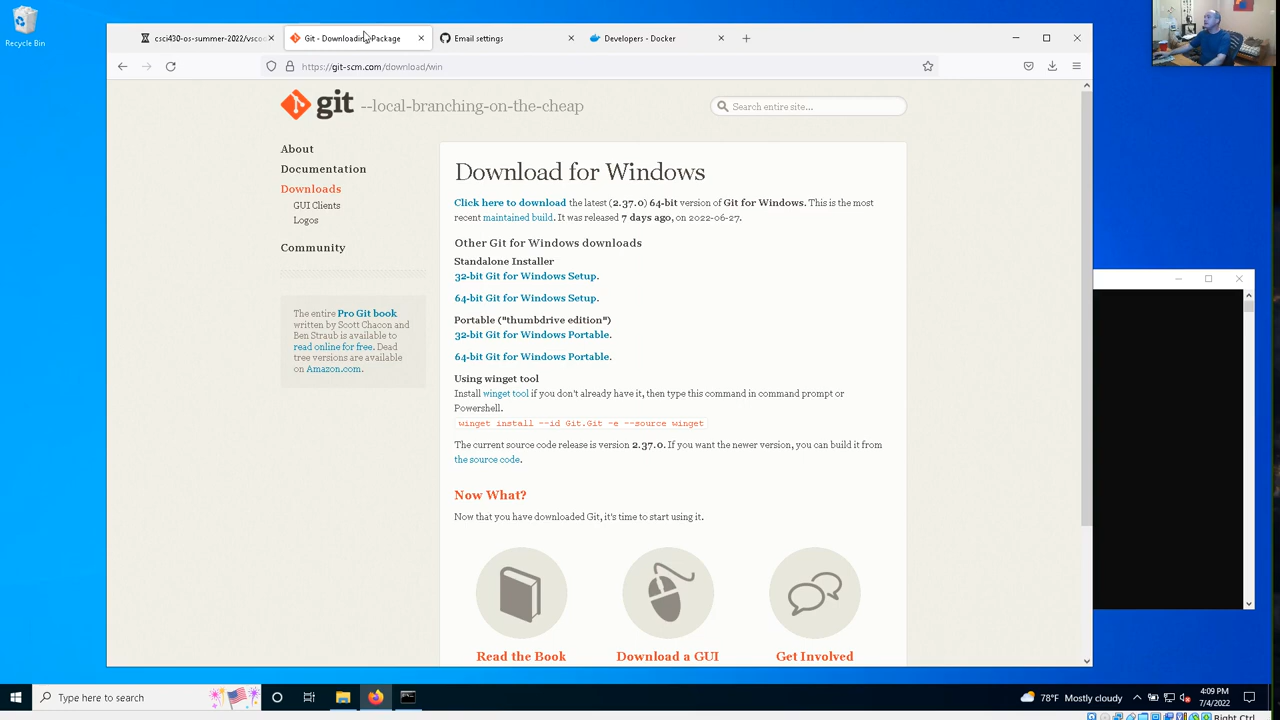 Recycle Bin
csci430-os-summer-2022/vscod
Git - Downloading Package
Email settings
Developers - Docker
https://git-scm.com/download/win
git --local-branching-on-the-cheap
Search entire site...
About
Documentation
Downloads
GUI Clients
Logos
Community
The entire Pro Git book
written by Scott Chacon and
Ben Straub is available to
read online for free. Dead
tree versions are available
on Amazon.com.
Download for Windows
Click here to download the latest (2.37.0) 64-bit version of Git for Windows. This is the most
recent maintained build. It was released 7 days ago, on 2022-06-27.
Other Git for Windows downloads
Standalone Installer
32-bit Git for Windows Setup.
64-bit Git for Windows Setup.
Portable ("thumbdrive edition")
32-bit Git for Windows Portable.
64-bit Git for Windows Portable.
Using winget tool
Install winget tool if you don't already have it, then type this command in command prompt or
Powershell.
winget install --id Git.Git -e --source winget
The current source code release is version 2.37.0. If you want the newer version, you can build it from
the source code.
Now What?
Now that you have downloaded Git, it's time to start using it.
Read the Book
Download a GUI
Get Involved
Type here to search
78°F Mostly cloudy
4:09 PM
7/4/2022
Right Ctrl